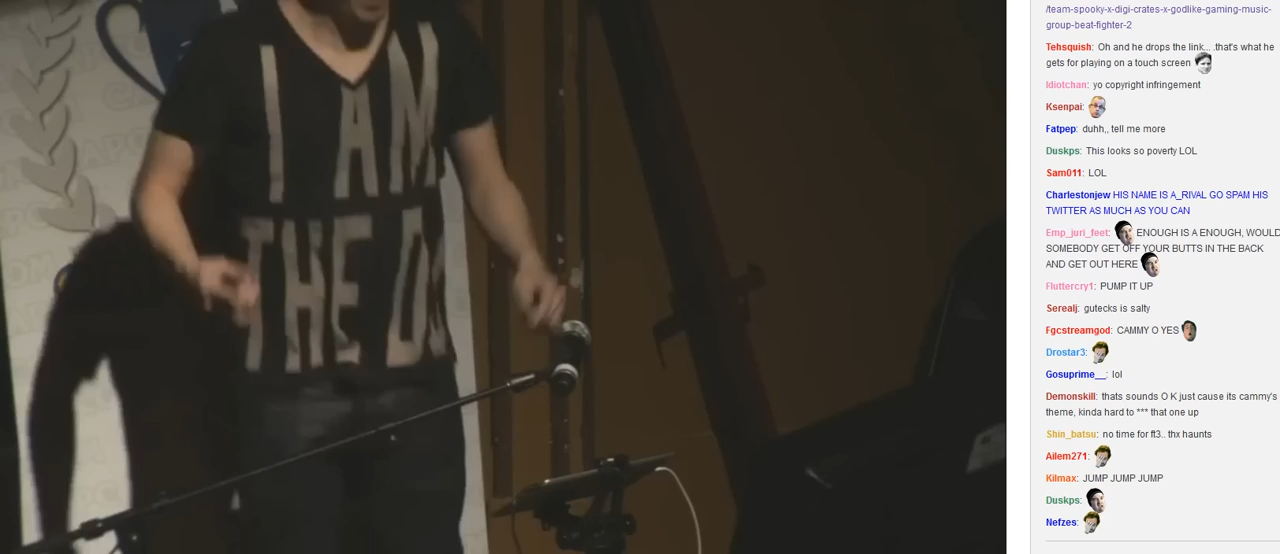 I AM
THE D
/team-spooky-x-digi-crates-x-godlike-gaming-music-
group-beat-fighter-2
Tehsquish: Oh and he drops the link... .that's what he
gets for playing on a touch screen
Idiotchan: yo copyright infringement
Ksenpai:
Fatpep: duhh,, tell me more
Duskps: This looks so poverty LOL
Sam011: LOL
Charlestonjew HIS NAME IS A_RIVAL GO SPAM HIS
TWITTER AS MUCH AS YOU CAN
Emp_juri_feet: ENOUGH IS A ENOUGH, WOULD
SOMEBODY GET OFF YOUR BUTTS IN THE BACK
AND GET OUT HERE
Fluttercry1: PUMP IT UP
Serealj: gutecks is salty
Fgcstreamgod: CAMMY O YES
Drostar3:
Gosuprime__: lol
Demonskill: thats sounds O K just cause its cammy's
theme, kinda hard to *** that one up
Shin_batsu: no time for ft3.. thx haunts
Ailem271:
Kilmax: JUMP JUMP JUMP
Duskps:
Nefzes: